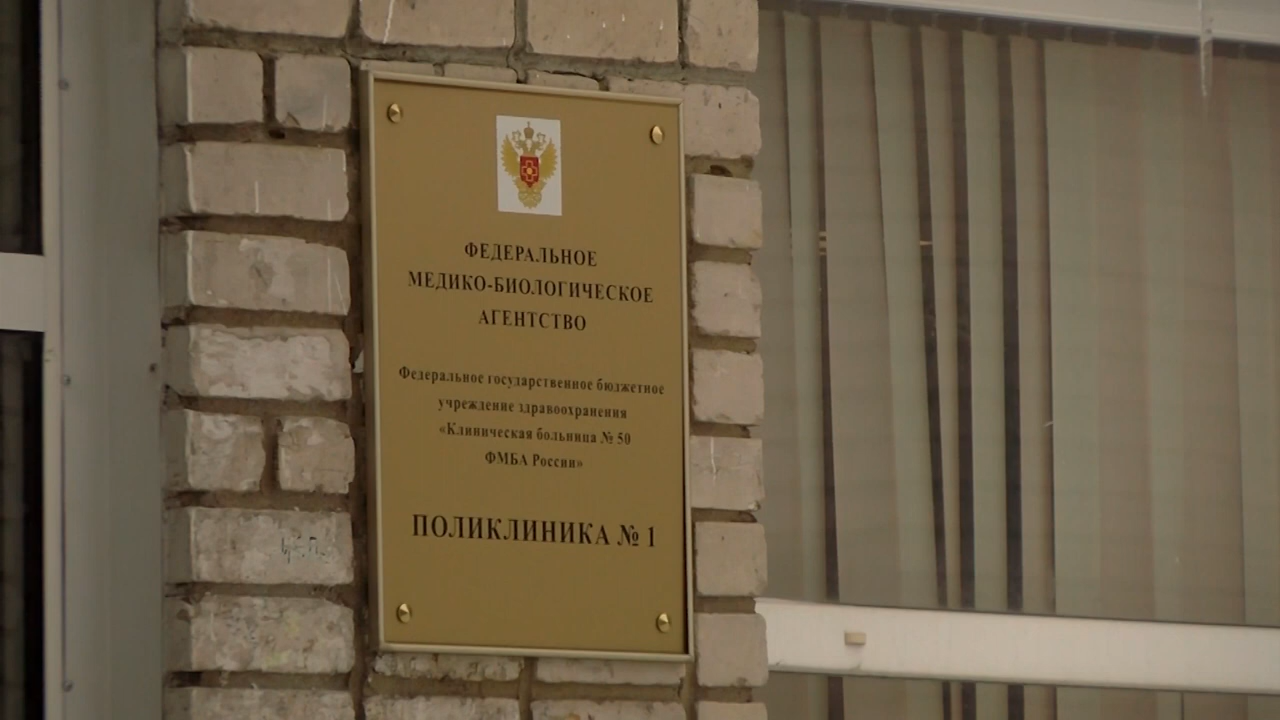 ФЕДЕРАЛЬНОЕ
МЕДИКО-БИОЛОГИЧЕСКОЕ
АГЕНТСТВО
Федеральное государственное бюджетное
учреждение здравоохранения
«Клиническая больница № 50
ФМБА России»
ПОЛИКЛИНИКА № 1